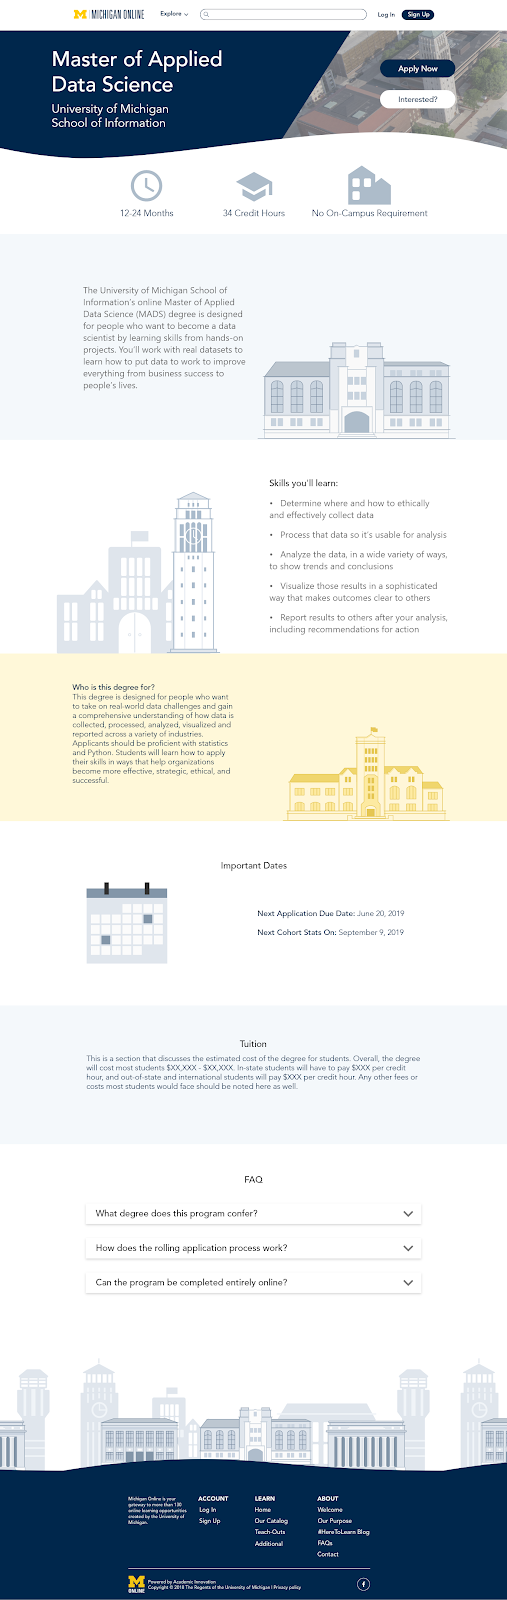 M | MICHIGAN ONLINE
Explore
Log In
Sign Up
Master of Applied
Data Science
University of Michigan
School of Information
Apply Now
Interested?
12-24 Months
34 Credit Hours
No On-Campus Requirement
The University of Michigan School of
Information's online Master of Applied
Data Science (MADS) degree is designed
for people who want to become a data
scientist by learning skills from hands-on
projects. You'll work with real datasets to
learn how to put data to work to improve
everything from business success to
people's lives.
Skills you'll learn:
• Determine where and how to ethically
and effectively collect data
• Process that data so it's usable for analysis
• Analyze the data, in a wide variety of ways,
to show trends and conclusions
• Visualize those results in a sophisticated
way that makes outcomes clear to others
• Report results to others after your analysis,
including recommendations for action
Who is this degree for?
This degree is designed for people who want
to take on real-world data challenges and gain
a comprehensive understanding of how data is
collected, processed, analyzed, visualized and
reported across a variety of industries.
Applicants should be proficient with statistics
and Python. Students will learn how to apply
their skills in ways that help organizations
become more effective, strategic, ethical, and
successful.
Important Dates
Next Application Due Date: June 20, 2019
Next Cohort Stats On: September 9, 2019
Tuition
This is a section that discusses the estimated cost of the degree for students. Overall, the degree
will cost most students $XX,XXX - $XX,XXX. In-state students will have to pay $XXX per credit
hour, and out-of-state and international students will pay $XXX per credit hour. Any other fees or
costs most students would face should be noted here as well.
FAQ
What degree does this program confer?
How does the rolling application process work?
Can the program be completed entirely online?
Michigan Online is your
gateway to more than 130
online learning opportunities
created by the University of
Michigan.
ACCOUNT
Log In
Sign Up
LEARN
Home
Our Catalog
Teach-Outs
Additional
ABOUT
Welcome
Our Purpose
#HereToLearn Blog
FAQs
Contact
M
ONLINE
Powered by Academic Innovation
Copyright © 2018 The Regents of the University of Michigan | Privacy policy
f